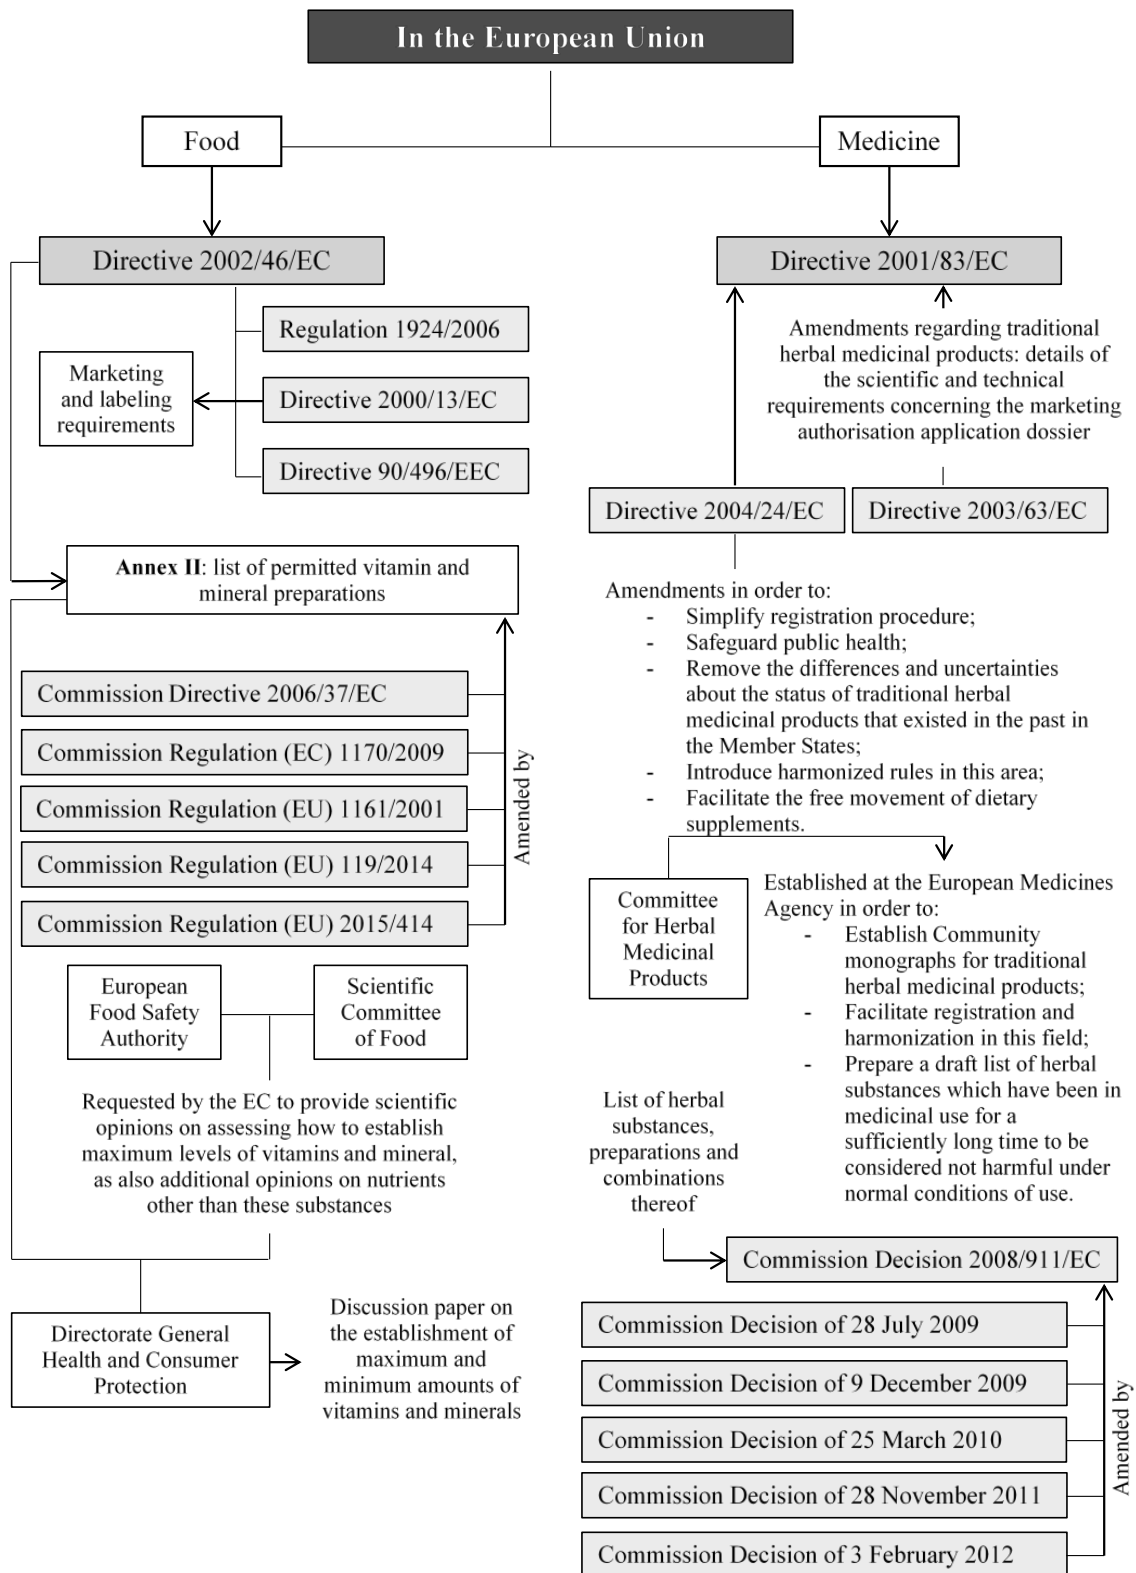 In the European Union
Food
Medicine
Directive 2002/46/EC
Regulation 1924/2006
Marketing
and labeling
requirements
Directive 2000/13/EC
Directive 90/496/EEC
Annex II: list of permitted vitamin and
mineral preparations
Commission Directive 2006/37/EC
Commission Regulation (EC) 1170/2009
Commission Regulation (EU) 1161/2001
Commission Regulation (EU) 119/2014
Commission Regulation (EU) 2015/414
Amended by
European
Food Safety
Authority
Scientific
Committee
of Food
Requested by the EC to provide scientific
opinions on assessing how to establish
maximum levels of vitamins and mineral,
as also additional opinions on nutrients
other than these substances
Directorate General
Health and Consumer
Protection
Discussion paper on
the establishment of
maximum and
minimum amounts of
vitamins and minerals
Directive 2001/83/EC
Amendments regarding traditional
herbal medicinal products: details of
the scientific and technical
requirements concerning the marketing
authorisation application dossier
Directive 2004/24/EC
Directive 2003/63/EC
Amendments in order to:
- Simplify registration procedure;
- Safeguard public health;
- Remove the differences and uncertainties
about the status of traditional herbal
medicinal products that existed in the past in
the Member States;
- Introduce harmonized rules in this area;
- Facilitate the free movement of dietary
supplements.
Committee
for Herbal
Medicinal
Products
Established at the European Medicines
Agency in order to:
- Establish Community
monographs for traditional
herbal medicinal products;
- Facilitate registration and
harmonization in this field;
- Prepare a draft list of herbal
substances which have been in
medicinal use for a
sufficiently long time to be
considered not harmful under
normal conditions of use.
List of herbal
substances,
preparations and
combinations
thereof
Commission Decision 2008/911/EC
Commission Decision of 28 July 2009
Commission Decision of 9 December 2009
Commission Decision of 25 March 2010
Commission Decision of 28 November 2011
Commission Decision of 3 February 2012
Amended by